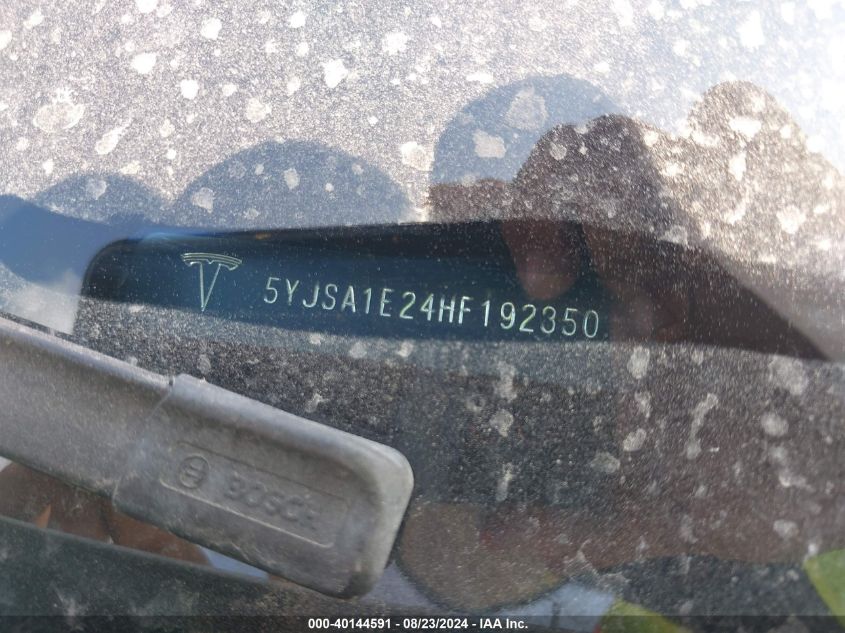 5YJSA1E24HF192350
BOSCH
000-40144591 - 08/23/2024 - IAA Inc.